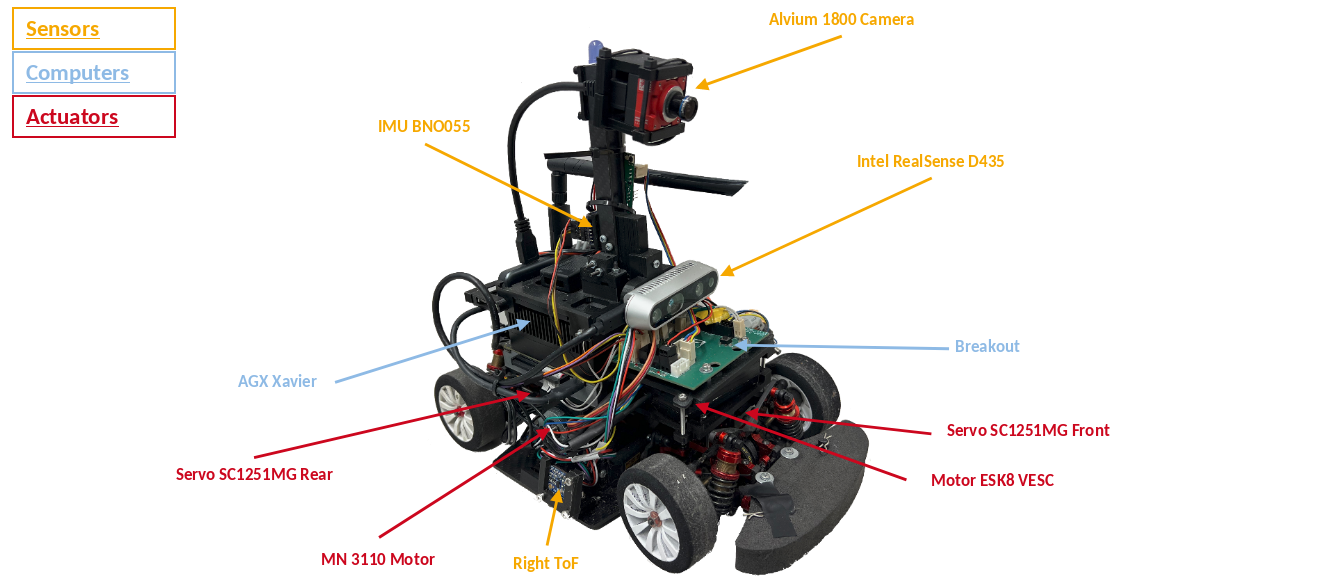 Sensors
Computers
Actuators
Alvium 1800 Camera
IMU BNO055
Intel RealSense D435
Breakout
AGX Xavier
Servo SC1251MG Front
Servo SC1251MG Rear
Motor ESK8 VESC
MN 3110 Motor
Right ToF